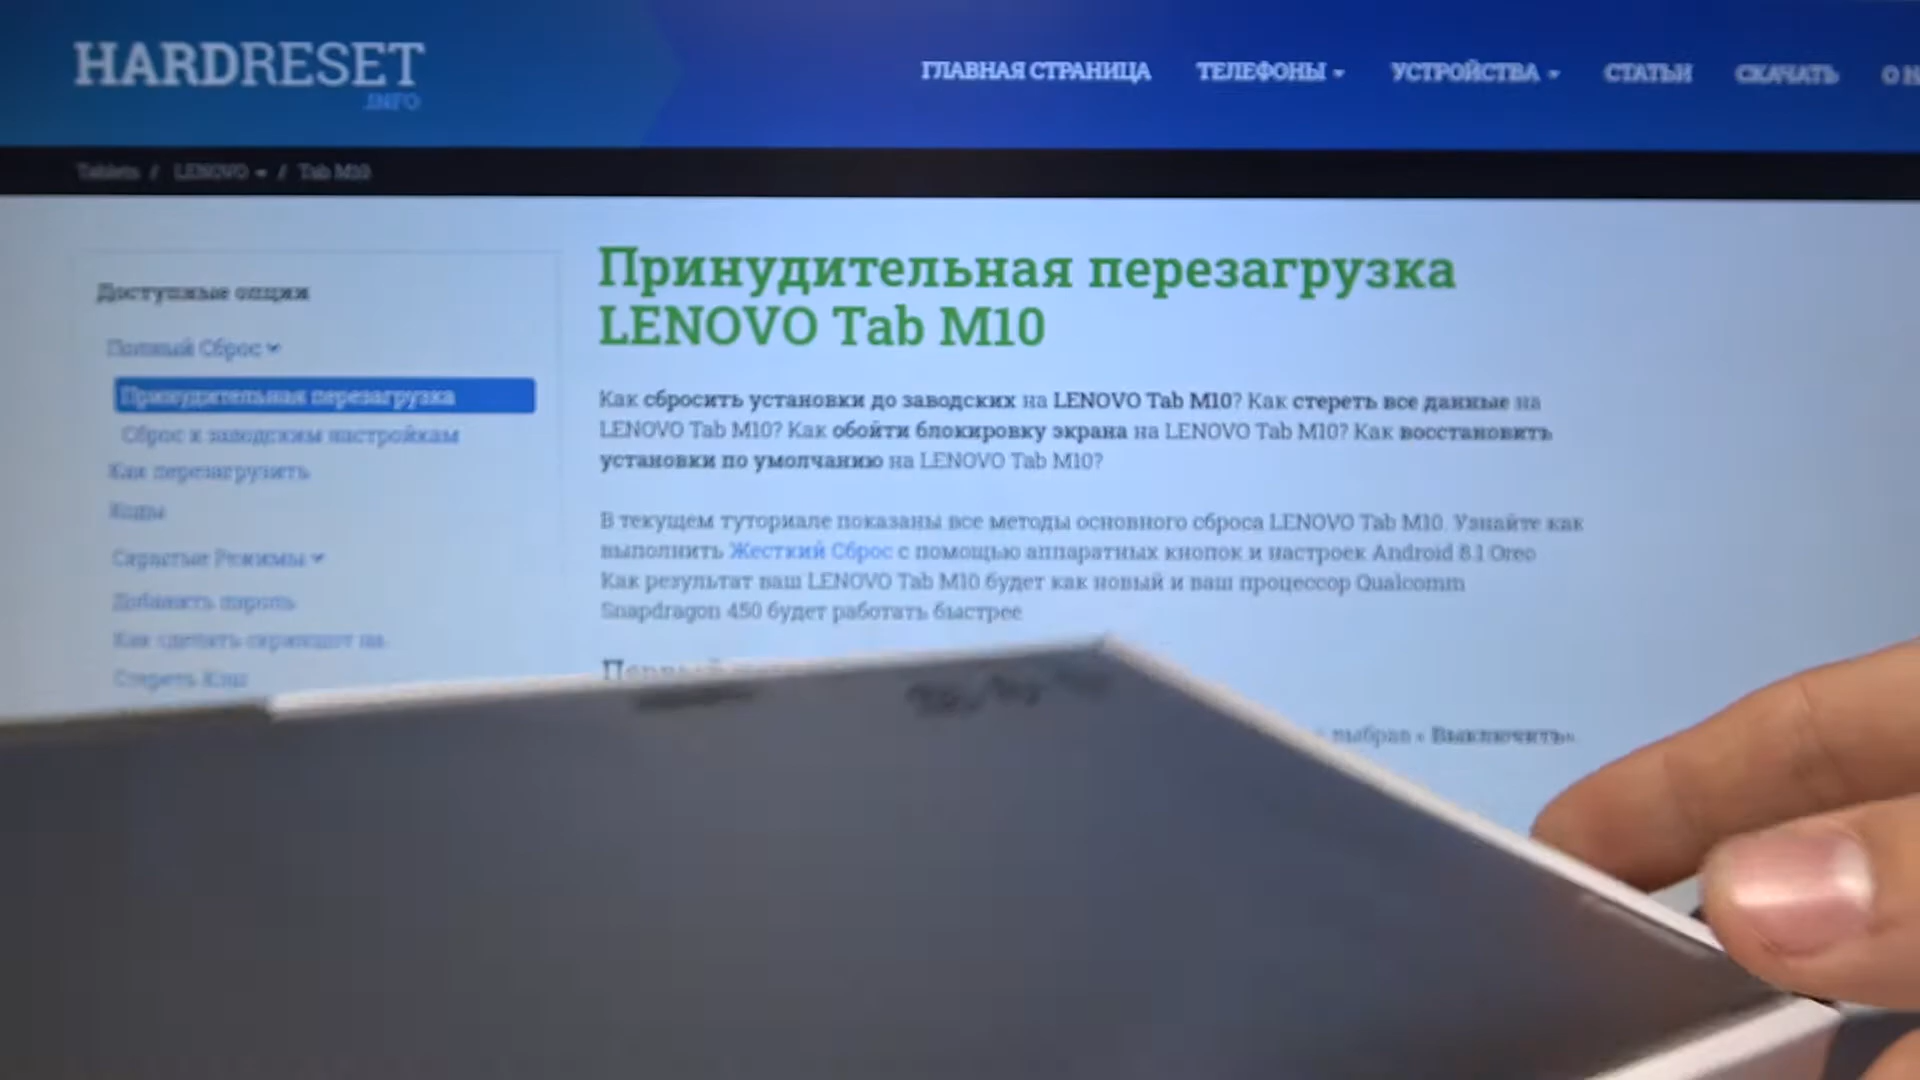 HARDRESET
.INFO
ГЛАВНАЯ СТРАНИЦА ТЕЛЕФОНЫ УСТРОЙСТВА СТАТЬИ СКАЧАТЬ О Н
Tablets / LENOVO / Tab M10
Доступные опции
Полный Сброс
Принудительная перезагрузка
Сброс к заводским настройкам
Как перезагрузить
Коды
Скрытые Режимы
Добавить пароль
Как сделать скриншот на
Стереть Кэш
Принудительная перезагрузка
LENOVO Tab M10
Как сбросить установки до заводских на LENOVO Tab M10? Как стереть все данные на
LENOVO Tab M10? Как обойти блокировку экрана на LENOVO Tab M10? Как восстановить
установки по умолчанию на LENOVO Tab M10?
В текущем туториале показаны все методы основного сброса LENOVO Tab M10. Узнайте как
выполнить Жесткий Сброс с помощью аппаратных кнопок и настроек Android 8.1 Oreo
Как результат ваш LENOVO Tab M10 будет как новый и ваш процессор Qualcomm
Snapdragon 450 будет работать быстрее
Первый
выбрав « Выключить».